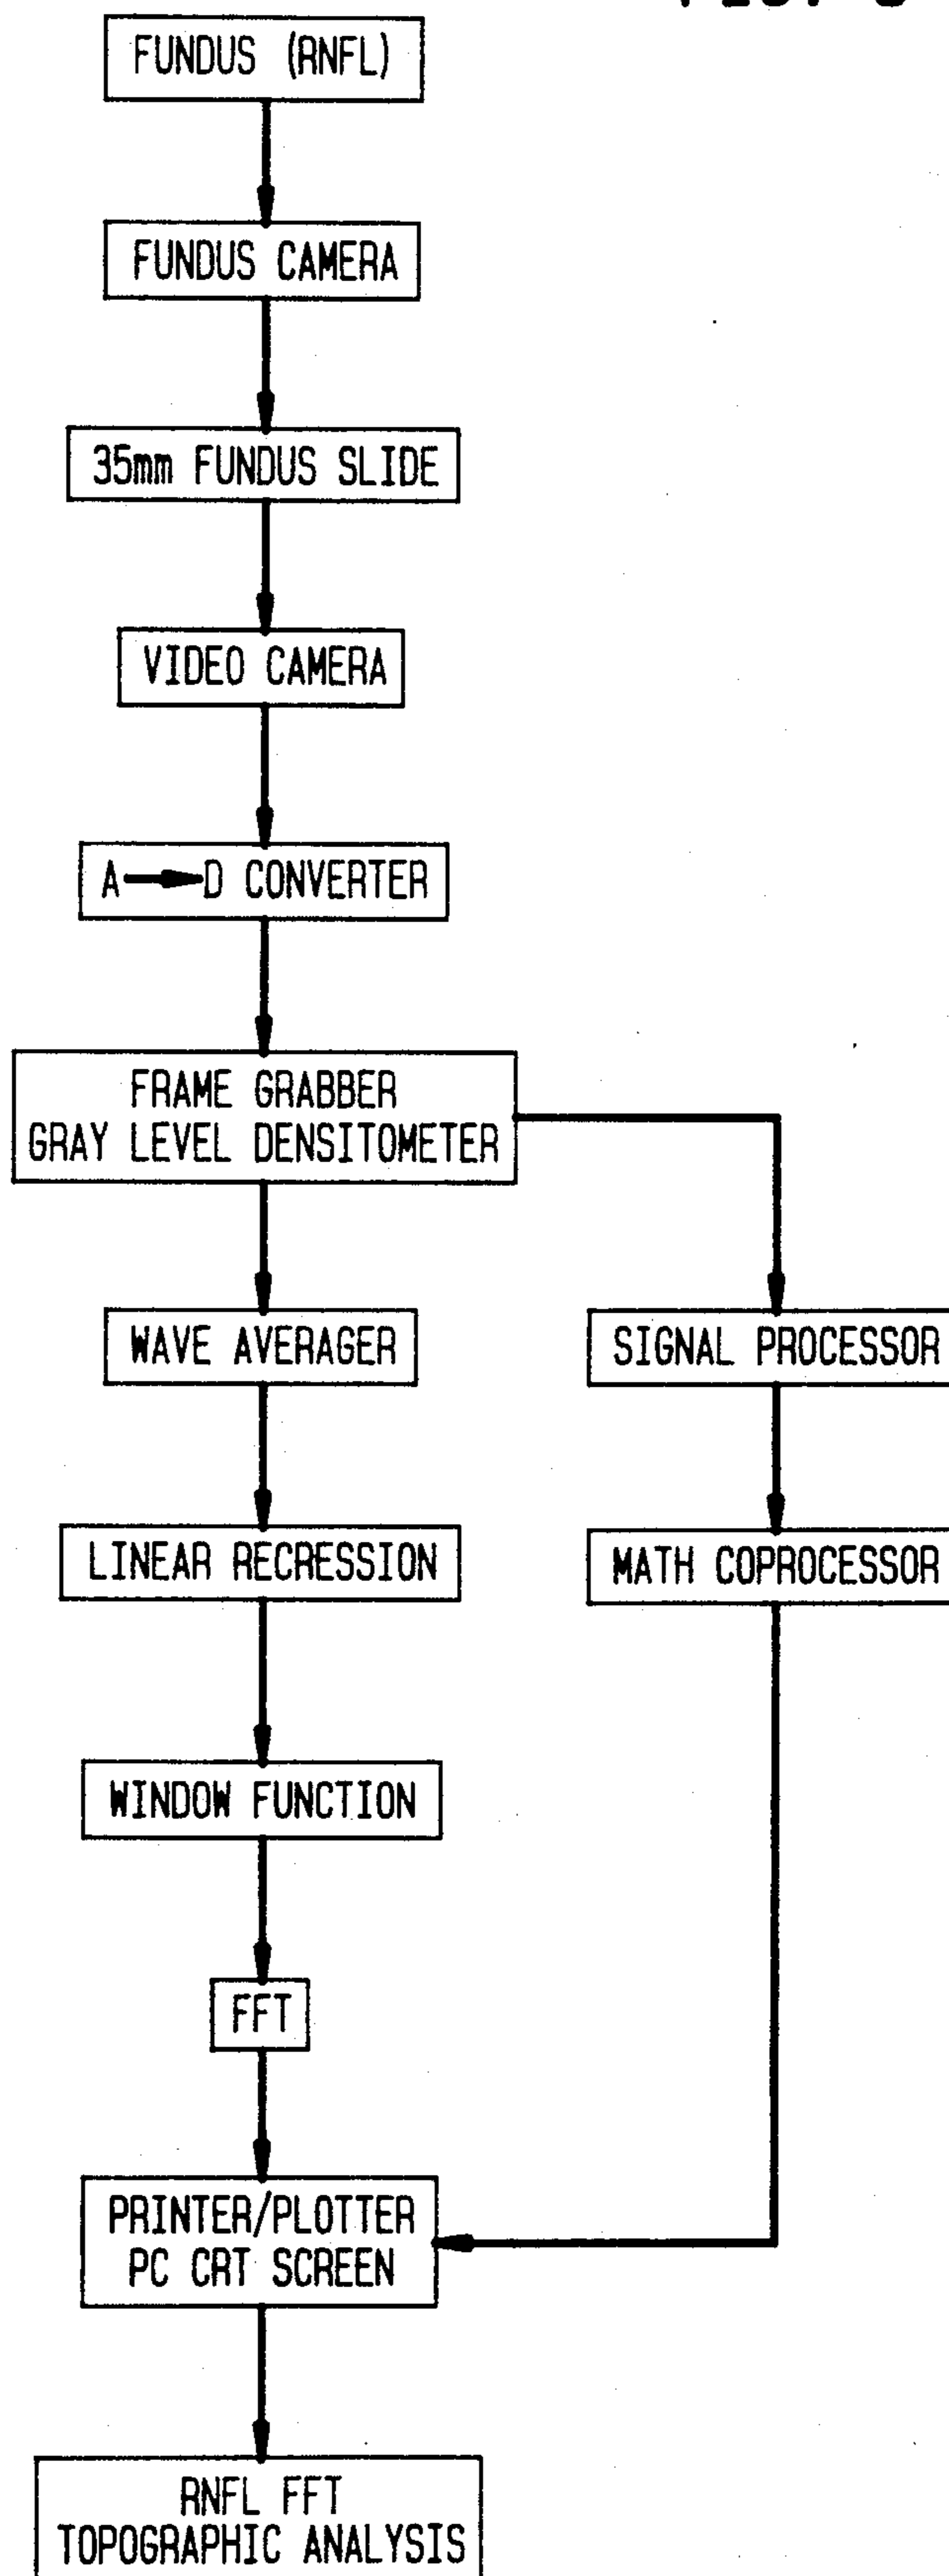 FUNDUS (RNFL)
FUNDUS CAMERA
35mm FUNDUS SLIDE
VIDEO CAMERA
A→D CONVERTER
FRAME GRABBER
GRAY LEVEL DENSITOMETER
WAVE AVERAGER
SIGNAL PROCESSOR
LINEAR RECRESSION
MATH COPROCESSOR
WINDOW FUNCTION
FFT
PRINTER/PLOTTER
PC CRT SCREEN
RNFL FFT
TOPOGRAPHIC ANALYSIS